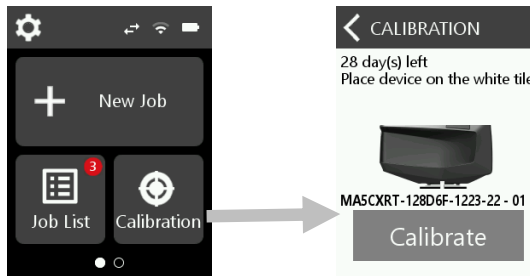 New Job
3
Job List
Calibration
CALIBRATION
28 day(s) left
Place device on the white tile
MA5CXRT-128D6F-1223-22 - 01
Calibrate